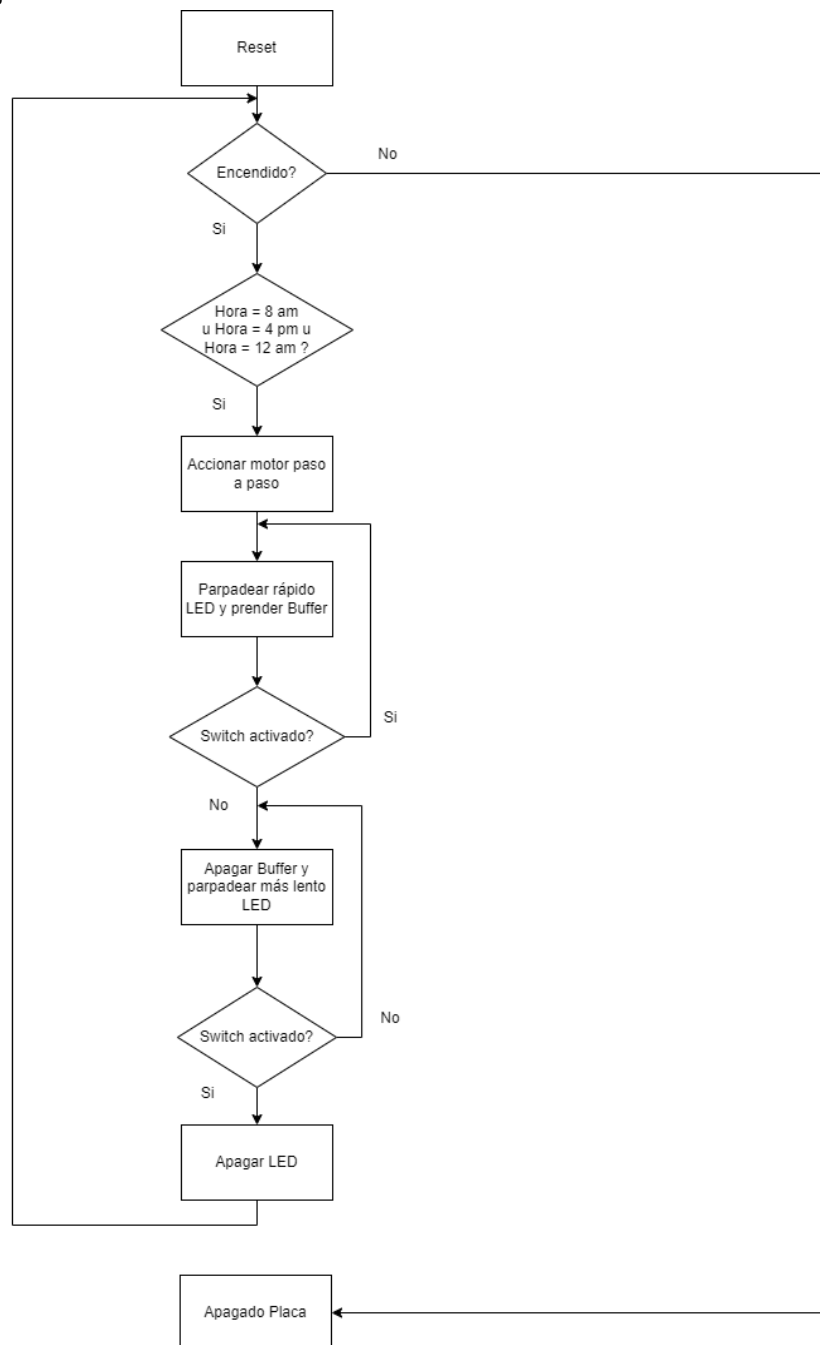 Reset
Encendido?
No
Si
Hora = 8 am
u Hora = 4 pm u
Hora = 12 am ?
Si
Accionar motor paso
a paso
Parpadear rápido
LED y prender Buffer
Switch activado?
Si
No
Apagar Buffer y
parpadear más lento
LED
Switch activado?
No
Si
Apagar LED
Apagado Placa